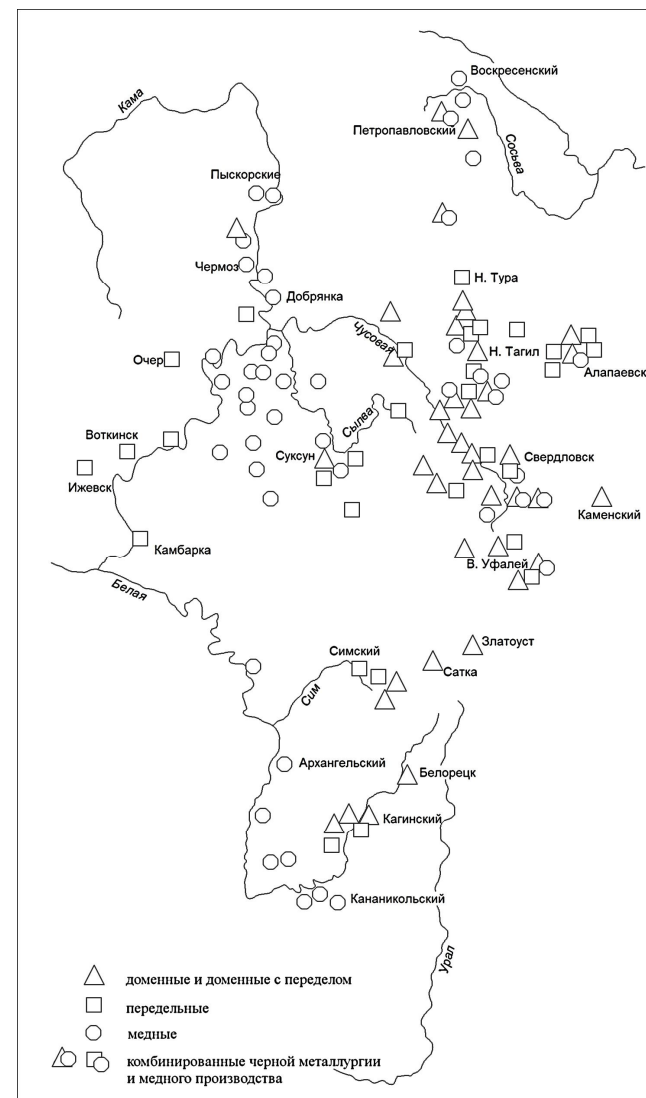 Воскресенский
Кама
Петропавловский
Сосьва
Пыскорские
Чермоз
Н. Тура
Добрянка
Чусовая
Н. Тагил
Очер
Алапаевск
Сылва
Воткинск
Суксун
Свердловск
Ижевск
Каменский
Камбарка
В. Уфалей
Белая
Златоуст
Симский
Сатка
Сим
Архангельский
Белорецк
Кагинский
Кананикольский
Урал
доменные и доменные с переделом
передельные
медные
комбинированные черной металлургии
и медного производства